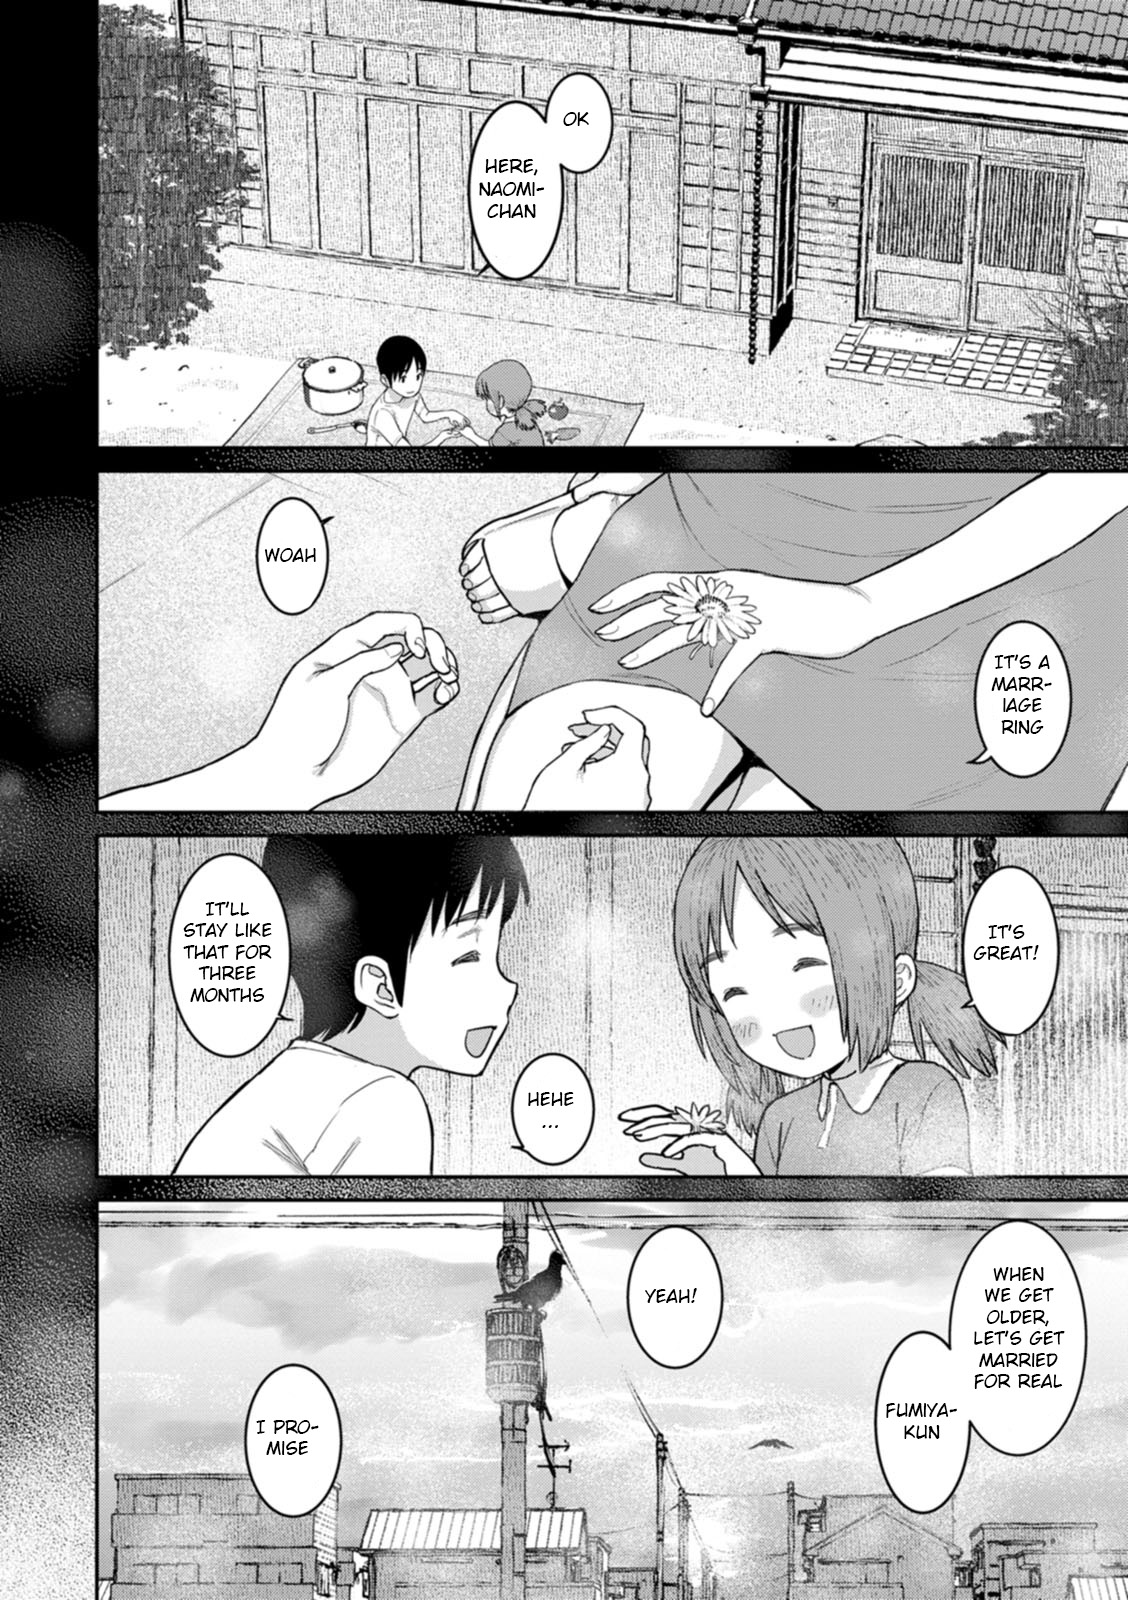 OK
HERE,
NAOMI-
CHAN
WOAH
IT'S A
MARR-
IAGE
RING
IT'S
GREAT!
IT'LL
STAY LIKE
THAT FOR
THREE
MONTHS
HEHE
...
WHEN
WE GET
OLDER,
LET'S GET
MARRIED
FOR REAL
FUMIYA-
KUN
YEAH!
I PRO-
MISE